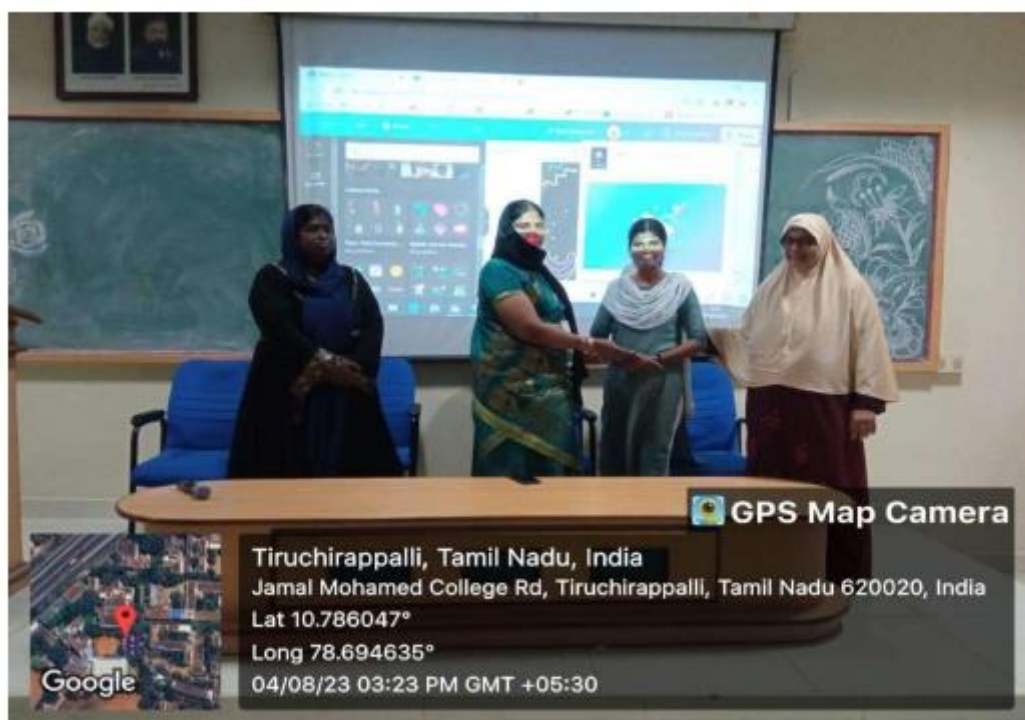 GPS Map Camera
Tiruchirappalli, Tamil Nadu, India
Jamal Mohamed College Rd, Tiruchirappalli, Tamil Nadu 620020, India
Lat 10.786047°
Long 78.694635°
04/08/23 03:23 PM GMT +05:30
Google